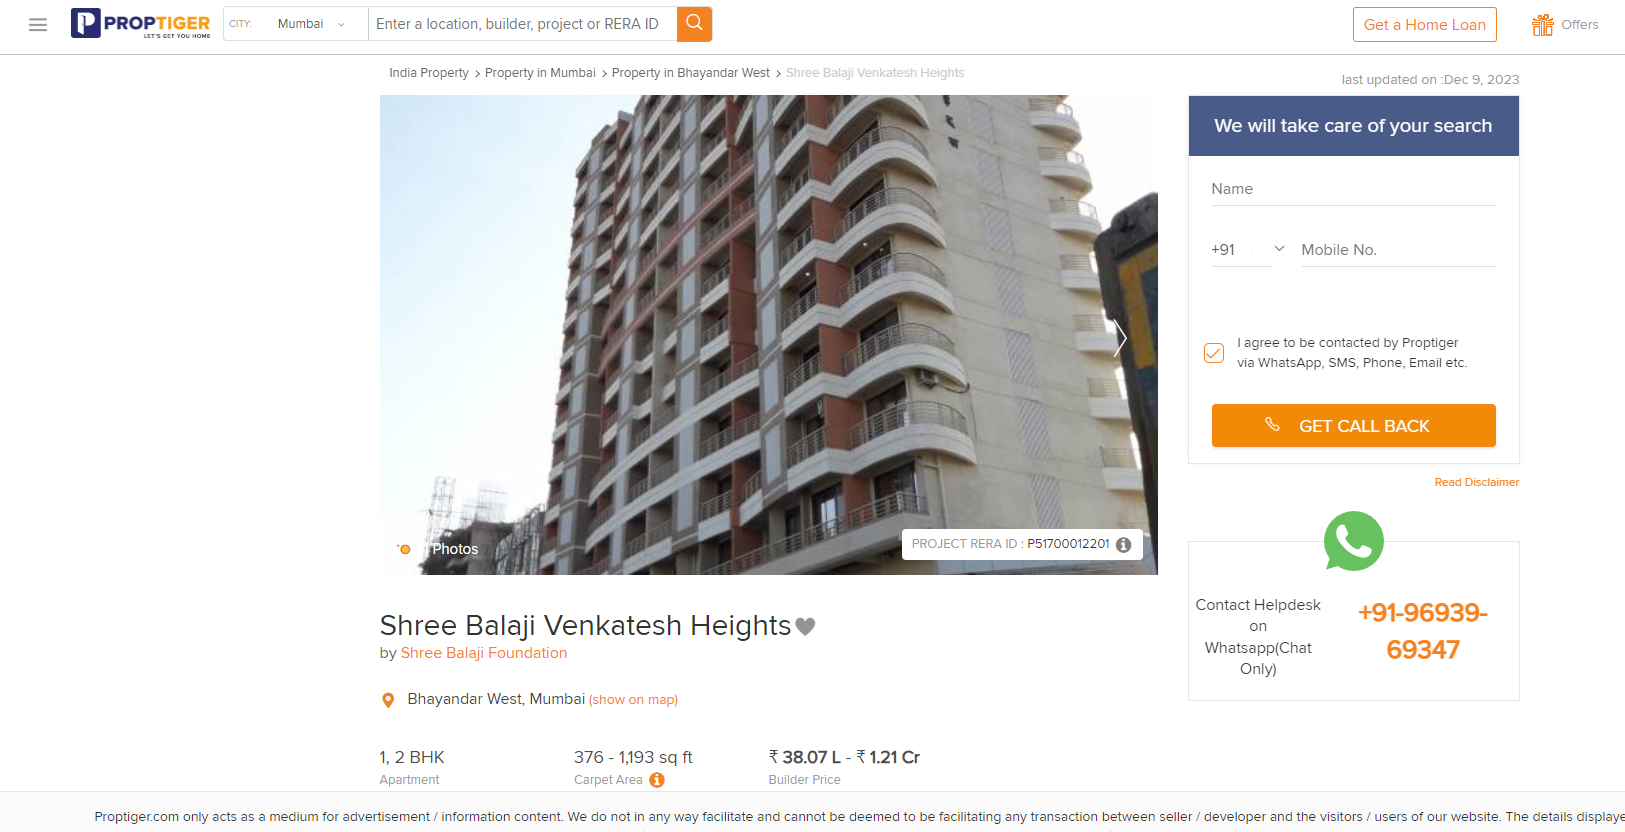 PROPTIGER
LET'S GET YOU HOME
CITY: Mumbai
Enter a location, builder, project or RERA ID
Get a Home Loan
Offers
India Property > Property in Mumbai > Property in Bhayandar West > Shree Balaji Venkatesh Heights
last updated on :Dec 9, 2023
We will take care of your search
Name
+91 Mobile No.
I agree to be contacted by Proptiger
via WhatsApp, SMS, Phone, Email etc.
GET CALL BACK
Read Disclaimer
Photos
PROJECT RERA ID : P51700012201
Contact Helpdesk
on
Whatsapp(Chat
Only)
+91-96939-
69347
Shree Balaji Venkatesh Heights
by Shree Balaji Foundation
Bhayandar West, Mumbai (show on map)
1, 2 BHK
Apartment
376 - 1,193 sq ft
Carpet Area
₹ 38.07 L - ₹ 1.21 Cr
Builder Price
Proptiger.com only acts as a medium for advertisement / information content. We do not in any way facilitate and cannot be deemed to be facilitating any transaction between seller / developer and the visitors / users of our website. The details displaye